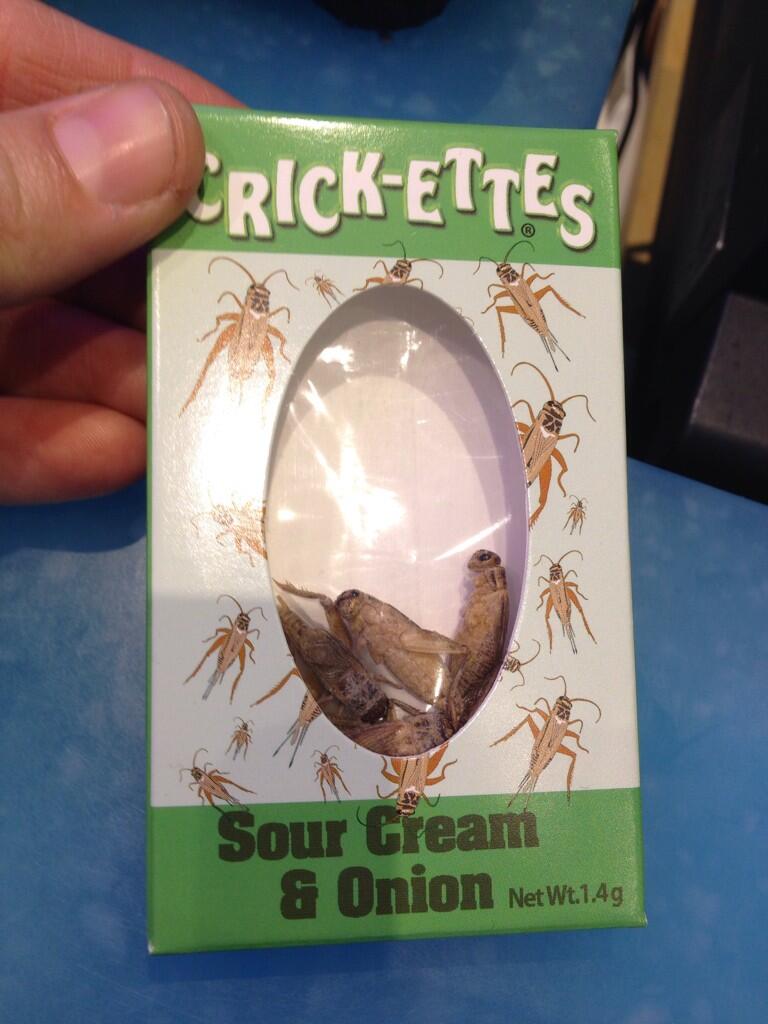 CRICK-ETTES®
Sour Cream
& Onion Net Wt.1.4g